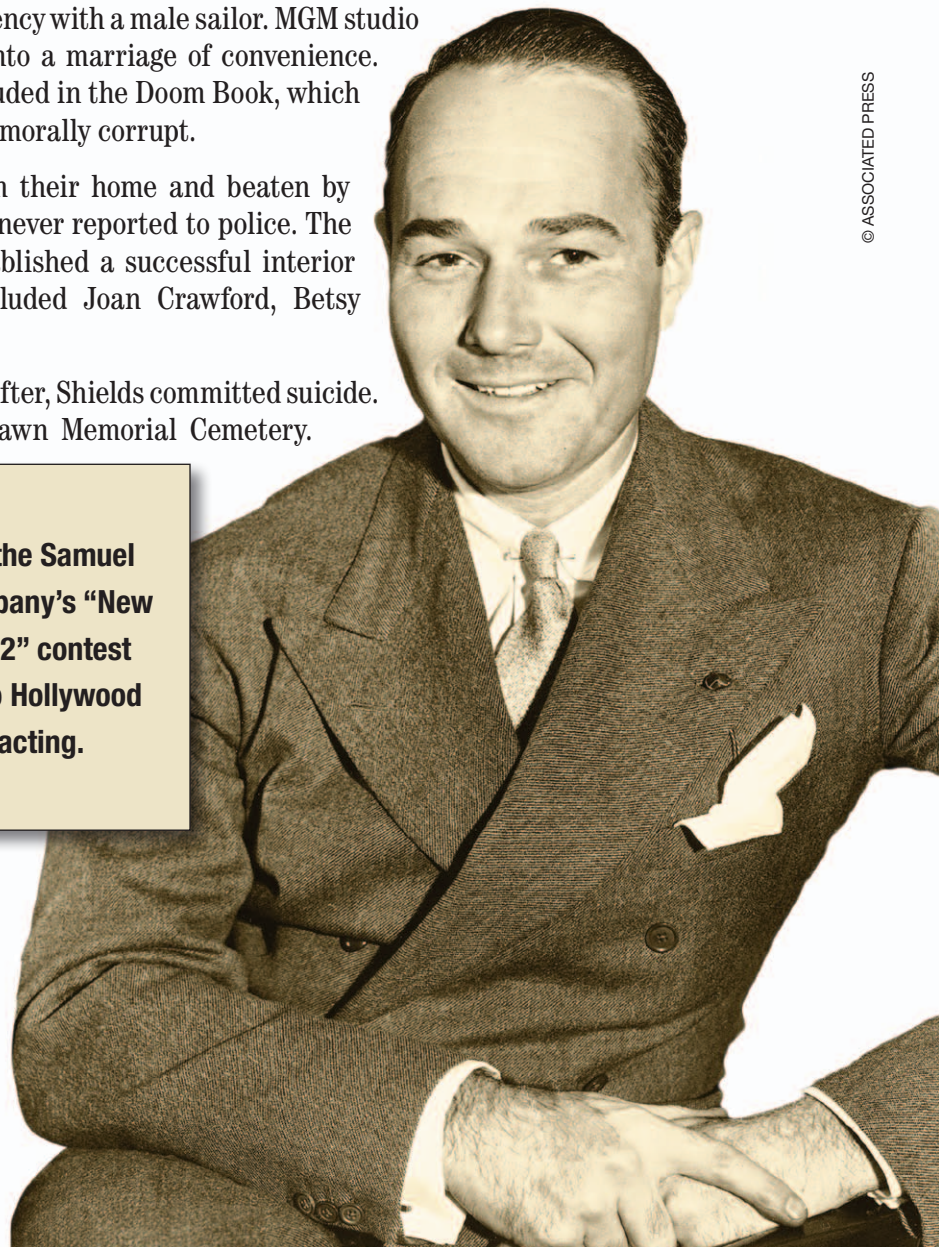 ency with a male sailor. MGM studio
nto a marriage of convenience.
uded in the Doom Book, which
morally corrupt.
n their home and beaten by
never reported to police. The
blished a successful interior
luded Joan Crawford, Betsy
fter, Shields committed suicide.
awn Memorial Cemetery.
the Samuel
pany’s “New
2” contest
o Hollywood
acting.
© ASSOCIATED PRESS